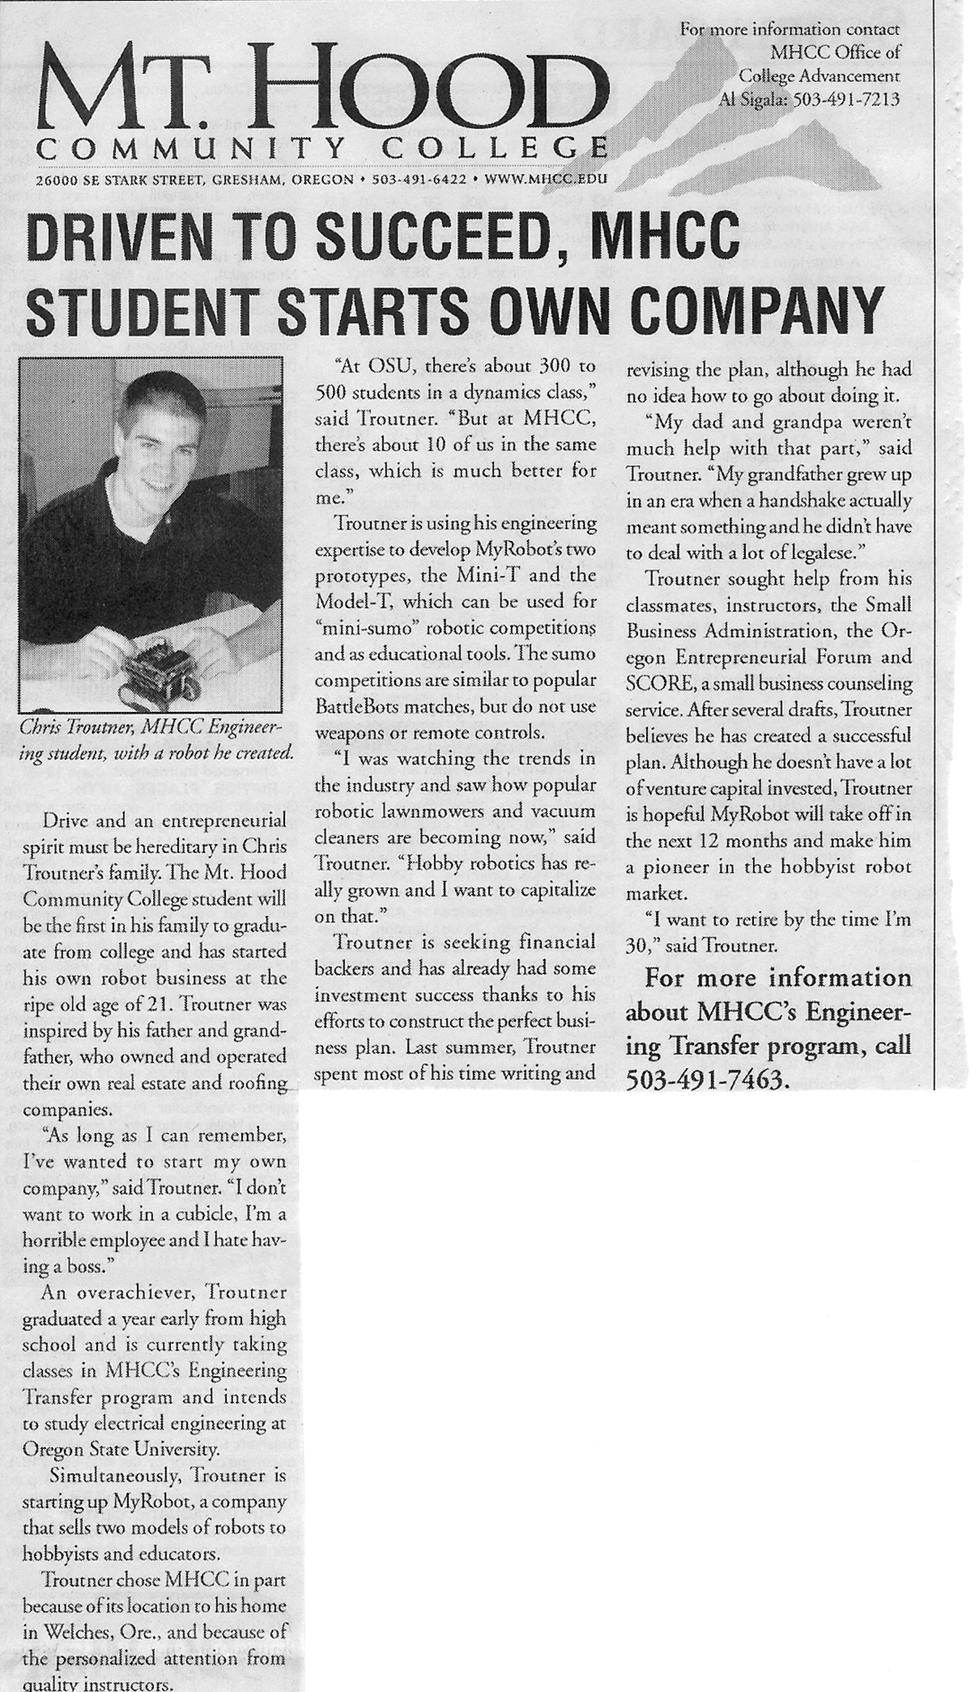 For more information contact
MHCC Office of
College Advancement
Al Sigala: 503-491-7213
MT. HOOD
COMMUNITY COLLEGE
26000 SE STARK STREET, GRESHAM, OREGON • 503-491-6422 • WWW.MHCC.EDU
DRIVEN TO SUCCEED, MHCC
STUDENT STARTS OWN COMPANY
Chris Troutner, MHCC Engineer-
ing student, with a robot he created.
Drive and an entrepreneurial
spirit must be hereditary in Chris
Troutner's family. The Mt. Hood
Community College student will
be the first in his family to gradu-
ate from college and has started
his own robot business at the
ripe old age of 21. Troutner was
inspired by his father and grand-
father, who owned and operated
their own real estate and roofing
companies.
"As long as I can remember,
I've wanted to start my own
company," said Troutner. "I don't
want to work in a cubicle, I'm a
horrible employee and I hate hav-
ing a boss."
An overachiever, Troutner
graduated a year early from high
school and is currently taking
classes in MHCC's Engineering
Transfer program and intends
to study electrical engineering at
Oregon State University.
Simultaneously, Troutner is
starting up MyRobot, a company
that sells two models of robots to
hobbyists and educators.
Troutner chose MHCC in part
because of its location to his home
in Welches, Ore., and because of
the personalized attention from
quality instructors.
"At OSU, there's about 300 to
500 students in a dynamics class,"
said Troutner. "But at MHCC,
there's about 10 of us in the same
class, which is much better for
me."
Troutner is using his engineering
expertise to develop MyRobot's two
prototypes, the Mini-T and the
Model-T, which can be used for
"mini-sumo" robotic competitions
and as educational tools. The sumo
competitions are similar to popular
BattleBots matches, but do not use
weapons or remote controls.
"I was watching the trends in
the industry and saw how popular
robotic lawnmowers and vacuum
cleaners are becoming now," said
Troutner. "Hobby robotics has re-
ally grown and I want to capitalize
on that."
Troutner is seeking financial
backers and has already had some
investment success thanks to his
efforts to construct the perfect busi-
ness plan. Last summer, Troutner
spent most of his time writing and
revising the plan, although he had
no idea how to go about doing it.
"My dad and grandpa weren't
much help with that part," said
Troutner. "My grandfather grew up
in an era when a handshake actually
meant something and he didn't have
to deal with a lot of legalese."
Troutner sought help from his
classmates, instructors, the Small
Business Administration, the Or-
egon Entrepreneurial Forum and
SCORE, a small business counseling
service. After several drafts, Troutner
believes he has created a successful
plan. Although he doesn't have a lot
of venture capital invested, Troutner
is hopeful MyRobot will take off in
the next 12 months and make him
a pioneer in the hobbyist robot
market.
"I want to retire by the time I'm
30," said Troutner.
For more information
about MHCC's Engineer-
ing Transfer program, call
503-491-7463.